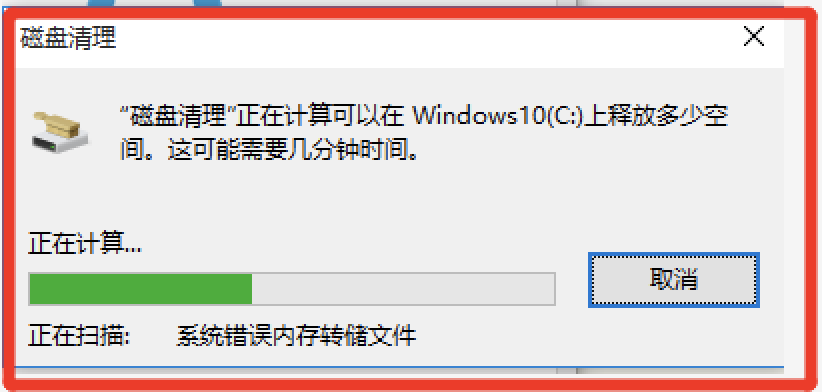 磁盘清理
“磁盘清理”正在计算可以在 Windows10(C:)上释放多少空
间。这可能需要几分钟时间。
正在计算...
取消
正在扫描: 系统错误内存转储文件